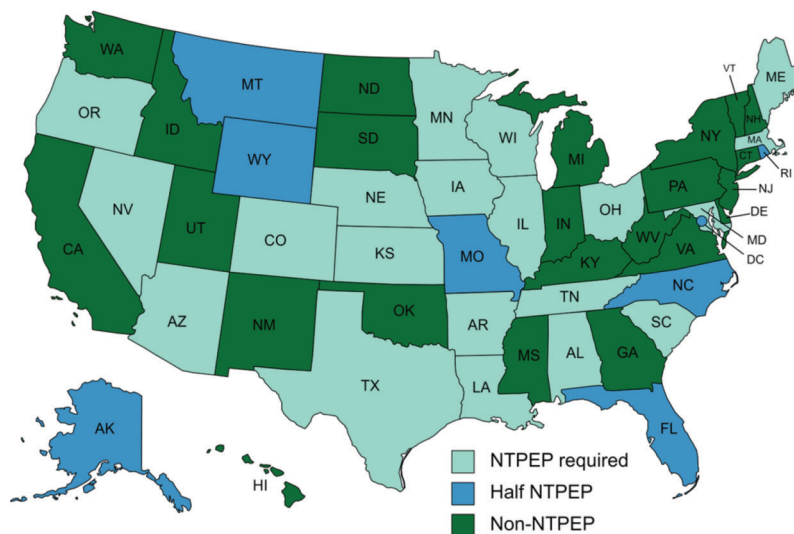 WA
MT
ND
MN
VT
ME
OR
ID
SD
WI
MI
NY
NH
MA
CT
RI
WY
NE
IA
PA
NJ
NV
UT
CO
IL
IN
OH
DE
MD
DC
CA
KS
MO
KY
WV
VA
AZ
NM
OK
AR
TN
NC
SC
TX
LA
MS
AL
GA
FL
AK
HI
NTPEP required
Half NTPEP
Non-NTPEP